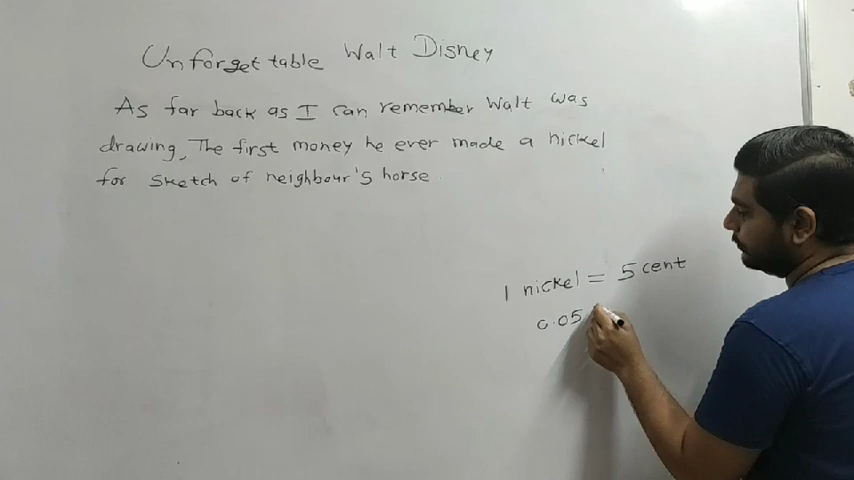 Unforgettable Walt Disney
As far back as I can remember Walt was
drawing, The first money he ever made a nickel
for sketch of neighbour's horse
1 nickel = 5 cent
0.05